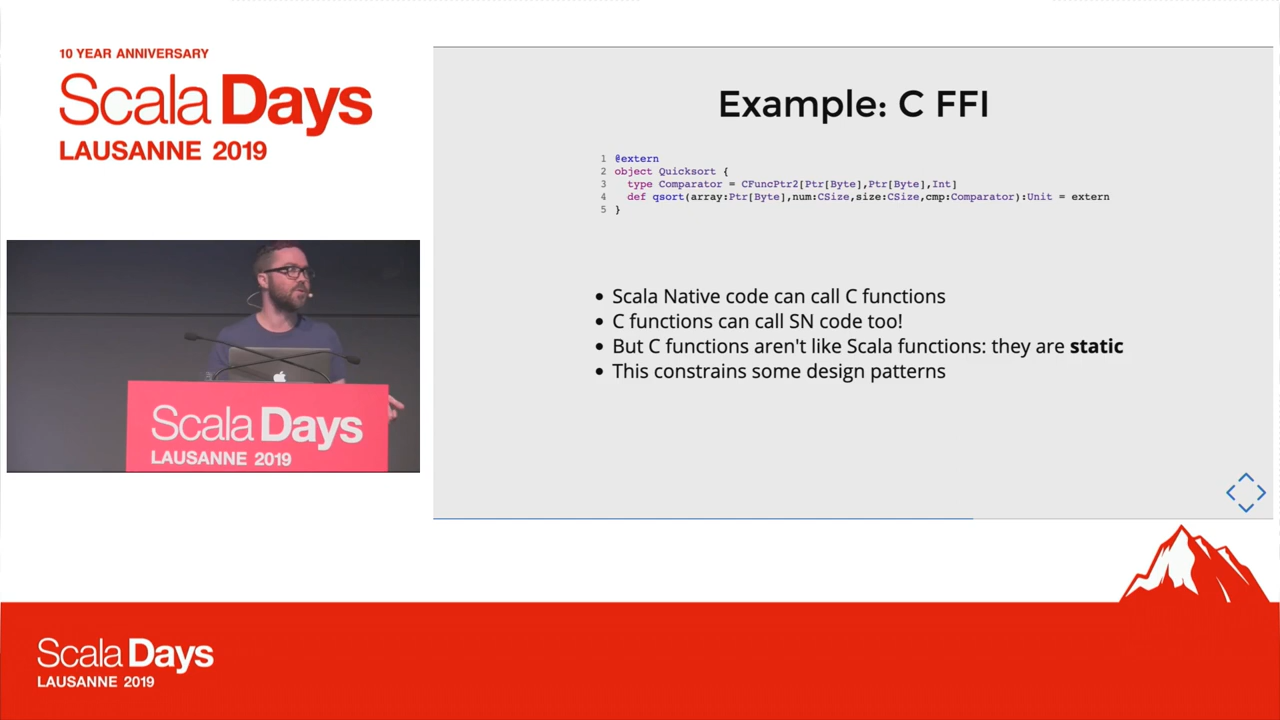 10 YEAR ANNIVERSARY
Scala Days
LAUSANNE 2019
Example: C FFI
1 @extern
2 object Quicksort {
3   type Comparator = CFuncPtr2[Ptr[Byte],Ptr[Byte],Int]
4   def qsort(array:Ptr[Byte],num:CSize,size:CSize,cmp:Comparator):Unit = extern
5 }
• Scala Native code can call C functions
• C functions can call SN code too!
• But C functions aren't like Scala functions: they are static
• This constrains some design patterns
Scala Days
LAUSANNE 2019
Scala Days
LAUSANNE 2019